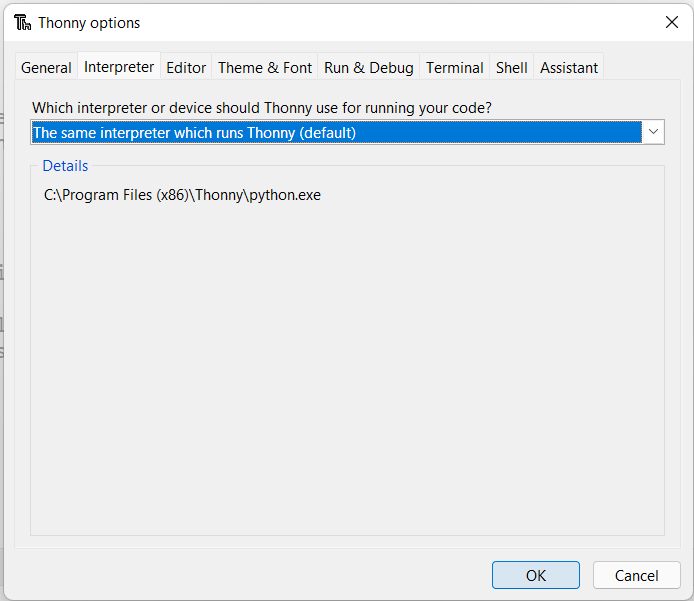 Thonny options
General Interpreter Editor Theme & Font Run & Debug Terminal Shell Assistant
Which interpreter or device should Thonny use for running your code?
The same interpreter which runs Thonny (default)
Details
C:\Program Files (x86)\Thonny\python.exe
OK Cancel